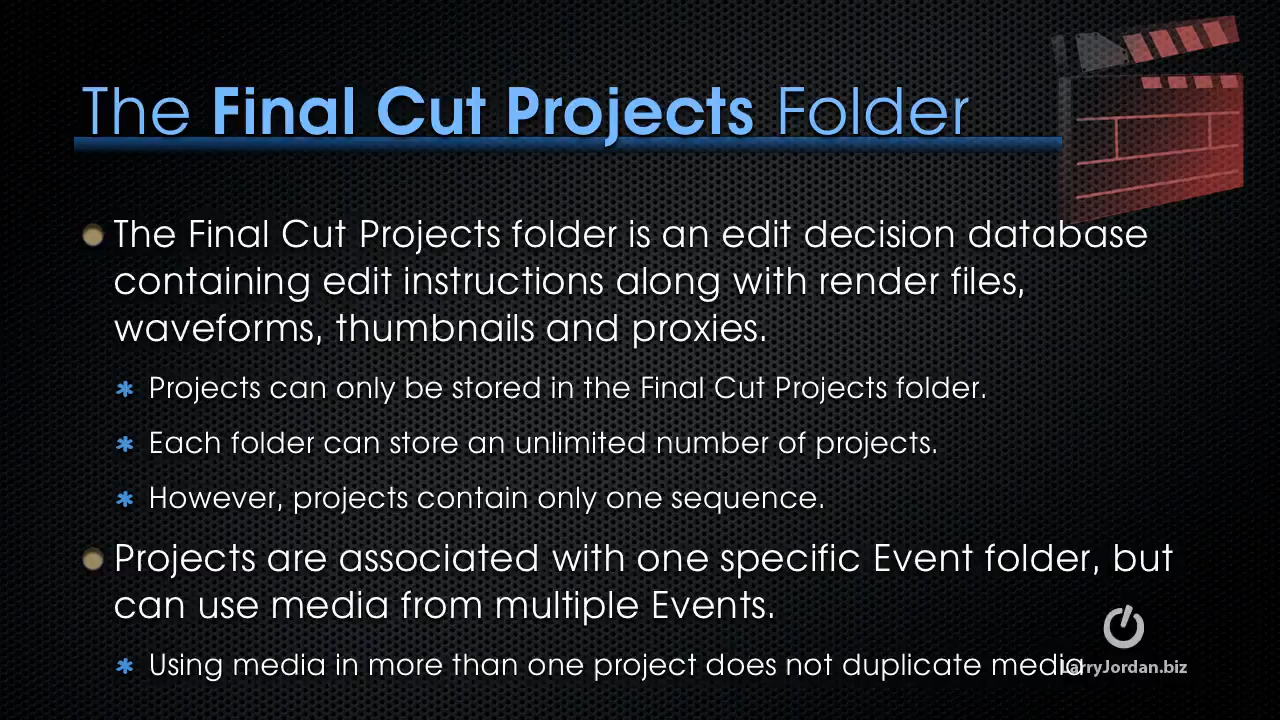 The Final Cut Projects Folder
The Final Cut Projects folder is an edit decision database
containing edit instructions along with render files,
waveforms, thumbnails and proxies.
Projects can only be stored in the Final Cut Projects folder.
Each folder can store an unlimited number of projects.
However, projects contain only one sequence.
Projects are associated with one specific Event folder, but
can use media from multiple Events.
Using media in more than one project does not duplicate media
LarryJordan.biz